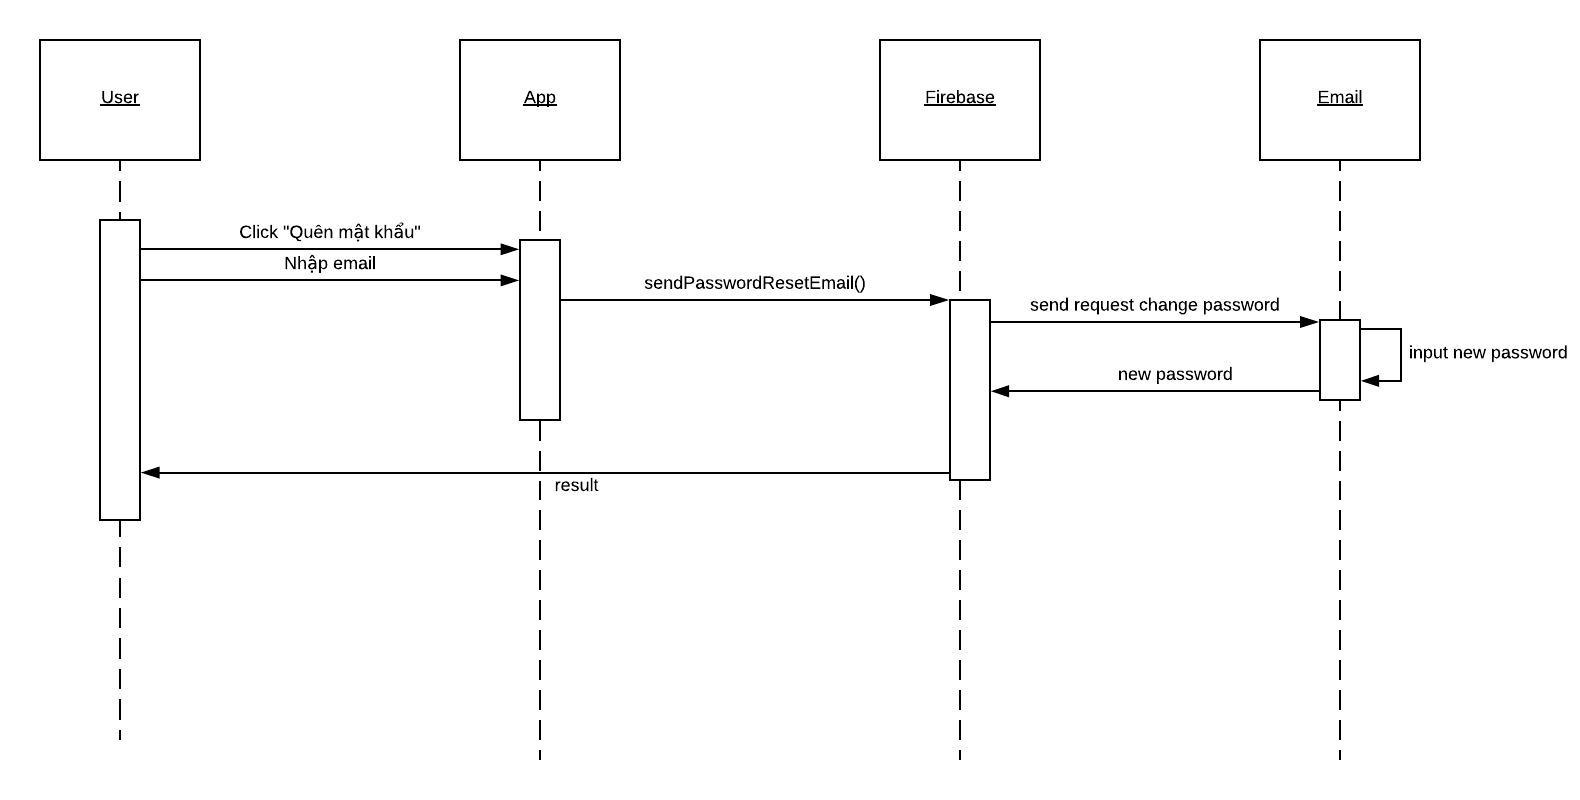 User
App
Firebase
Email
Click "Quên mật khẩu"
Nhập email
sendPasswordResetEmail()
send request change password
input new password
new password
result